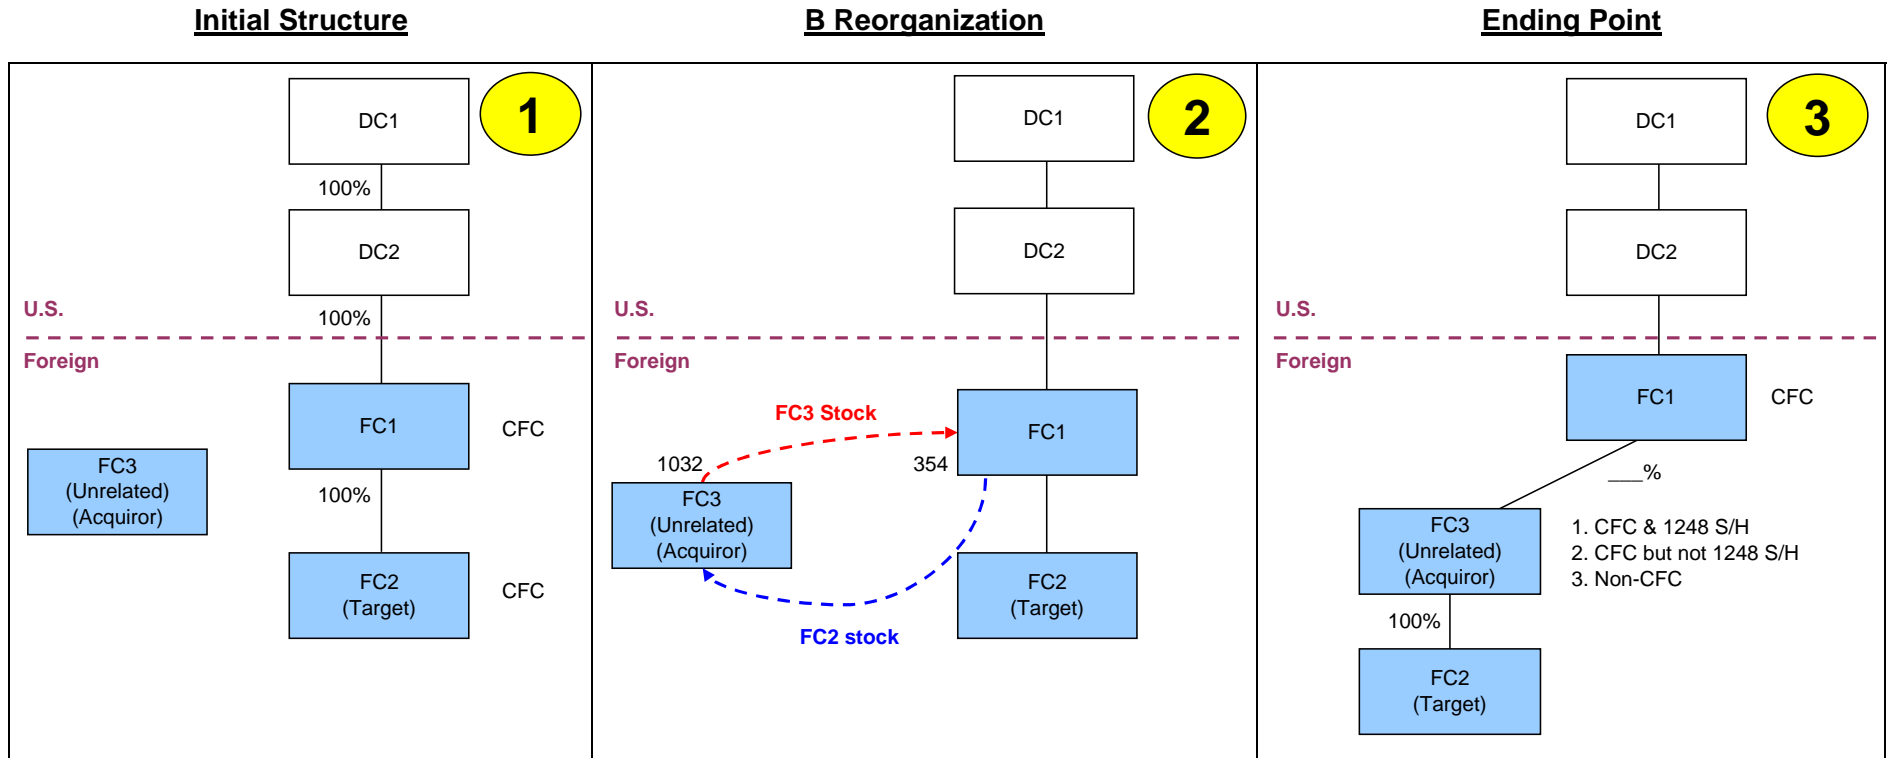 Initial Structure
B Reorganization
Ending Point
DC1
1
100%
DC2
100%
U.S.
Foreign
FC1
CFC
FC3
(Unrelated)
(Acquiror)
100%
FC2
(Target)
CFC
DC1
2
DC2
U.S.
Foreign
FC3 Stock
FC1
1032
354
FC3
(Unrelated)
(Acquiror)
FC2
(Target)
FC2 stock
DC1
3
DC2
U.S.
Foreign
FC1
CFC
___%
FC3
(Unrelated)
(Acquiror)
1. CFC & 1248 S/H
2. CFC but not 1248 S/H
3. Non-CFC
100%
FC2
(Target)